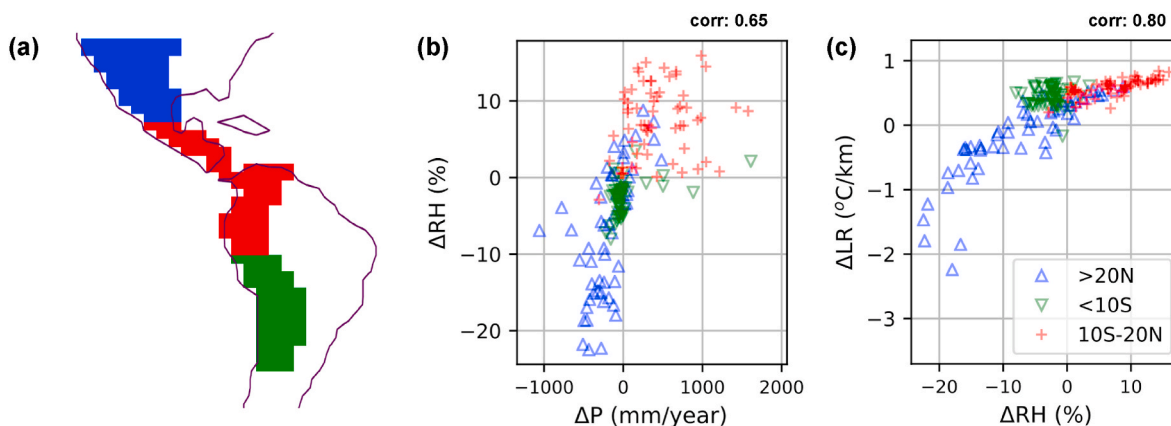 corr: 0.65
corr: 0.80
(a)
(b)
(c)
ΔRH (%)
10
0
−10
−20
−1000 0 1000 2000
ΔP (mm/year)
ΔLR (°C/km)
1
0
−1
−2
−3
>20N
<10S
10S-20N
−20 −10 0 10
ΔRH (%)